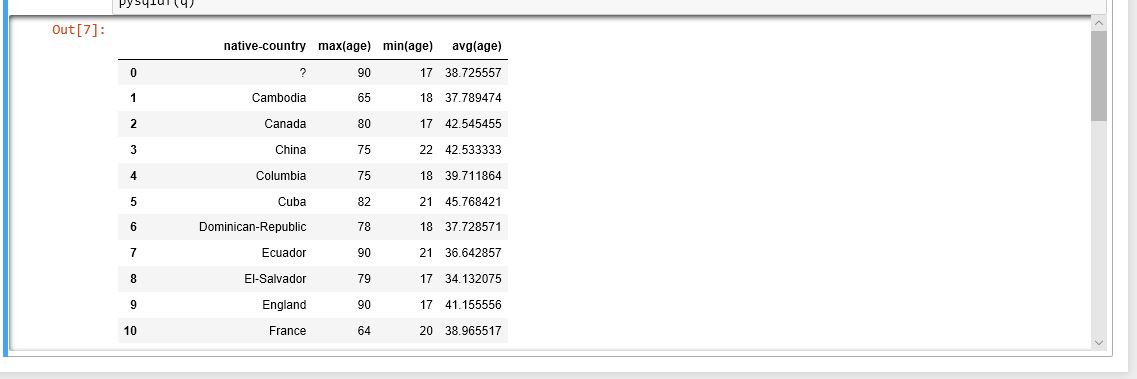 pysqldf(q)
Out[7]:
native-country max(age) min(age) avg(age)
0 ? 90 17 38.725557
1 Cambodia 65 18 37.789474
2 Canada 80 17 42.545455
3 China 75 22 42.533333
4 Columbia 75 18 39.711864
5 Cuba 82 21 45.768421
6 Dominican-Republic 78 18 37.728571
7 Ecuador 90 21 36.642857
8 El-Salvador 79 17 34.132075
9 England 90 17 41.155556
10 France 64 20 38.965517